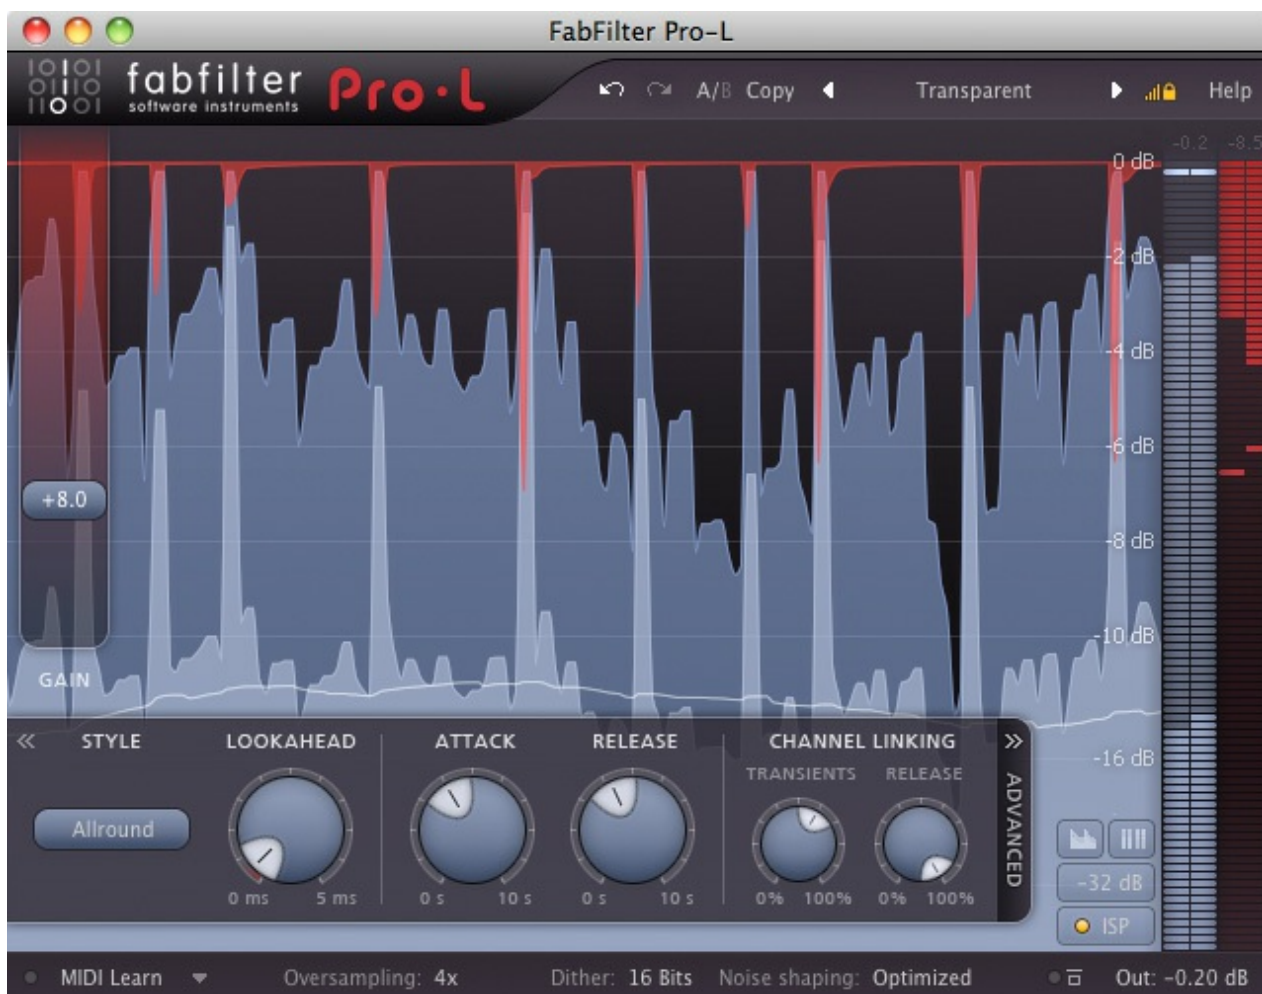 FabFilter Pro-L
fabfilter
software instruments
Pro·L
A/B Copy Transparent Help
-0.2 -8.5
0 dB
-2 dB
-4 dB
-6 dB
+8.0
-8 dB
-10 dB
GAIN
STYLE LOOKAHEAD ATTACK RELEASE CHANNEL LINKING
-16 dB
TRANSIENTS RELEASE
ADVANCED
Allround
-32 dB
0 ms 5 ms 0 s 10 s 0 s 10 s 0% 100% 0% 100%
ISP
MIDI Learn Oversampling: 4x Dither: 16 Bits Noise shaping: Optimized Out: -0.20 dB